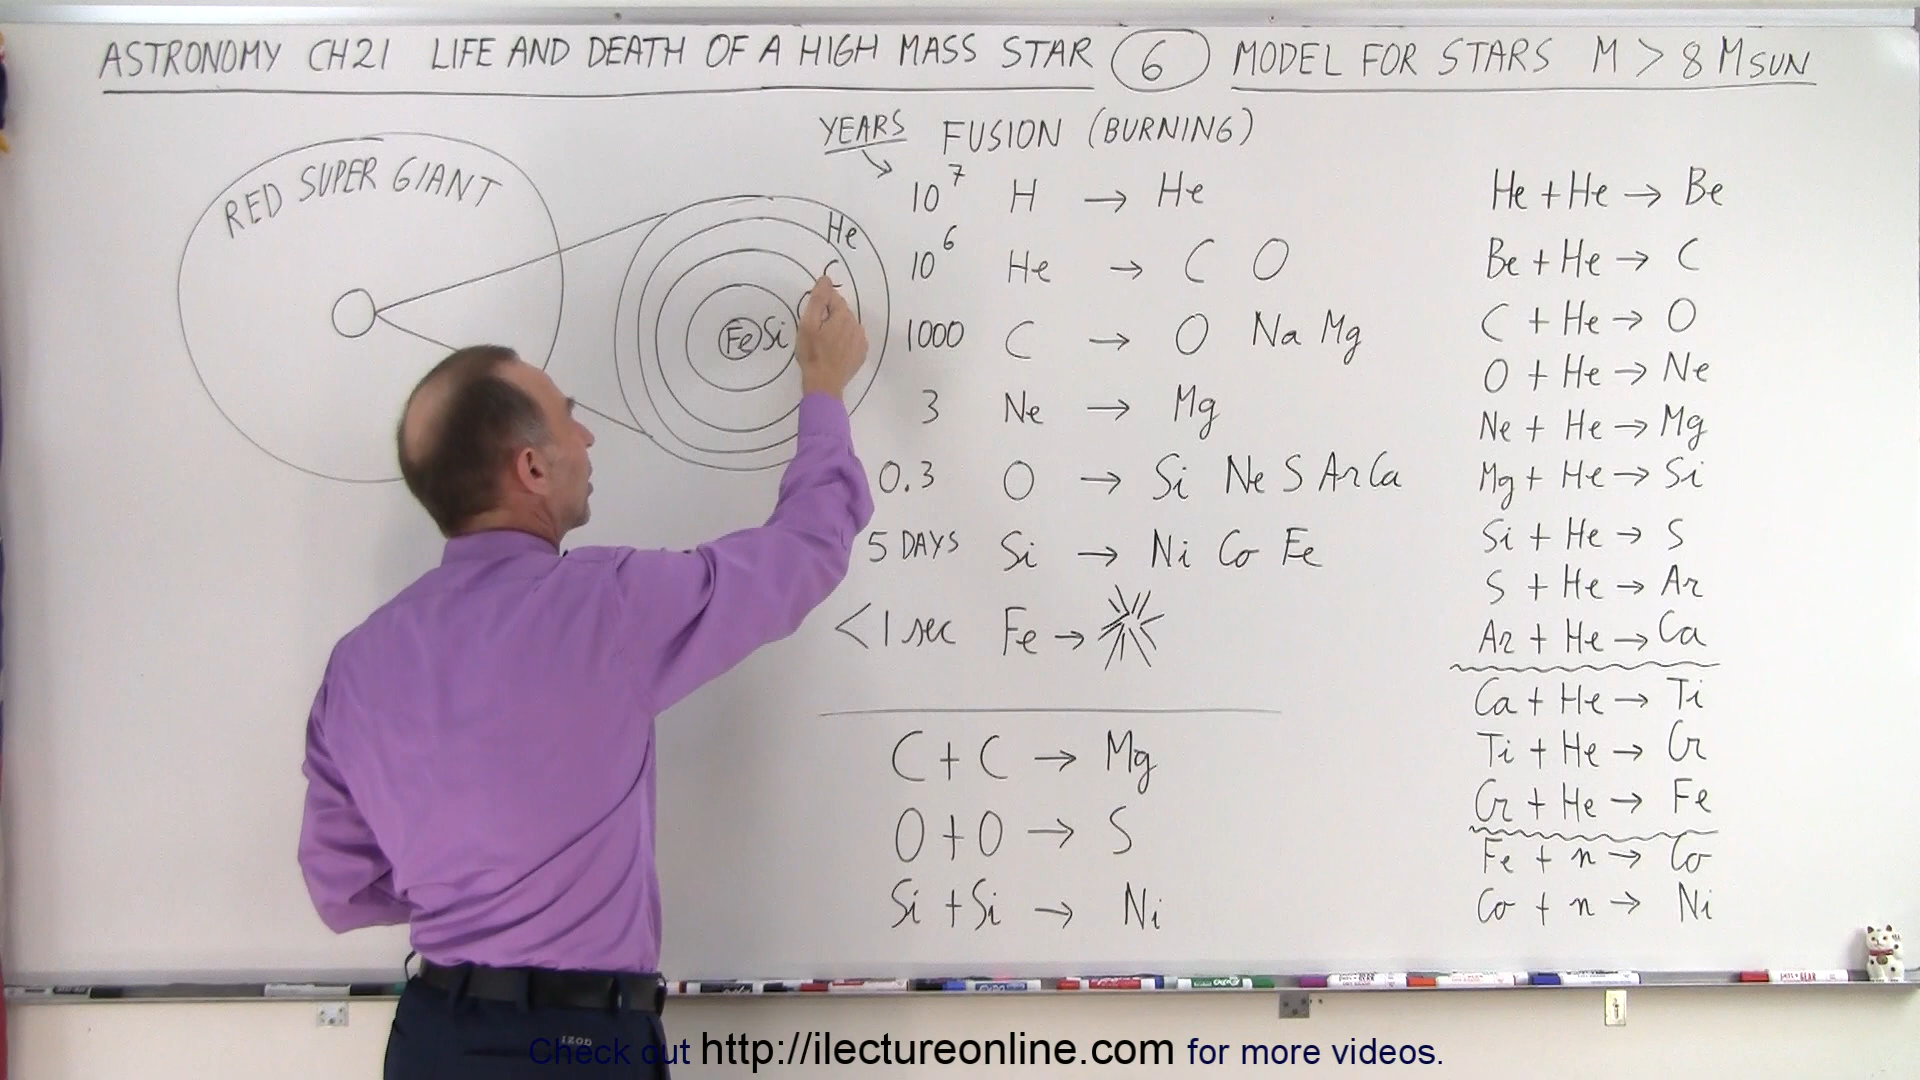 ASTRONOMY CH21 LIFE AND DEATH OF A HIGH MASS STAR 6 MODEL FOR STARS M > 8 MSUN
RED SUPER GIANT
He
C
Fe Si
YEARS FUSION (BURNING)
10^7 H → He
10^6 He → C O
1000 C → O Na Mg
3 Ne → Mg
0.3 O → Si Ne S Ar Ca
5 DAYS Si → Ni Co Fe
<1 sec Fe →
C + C → Mg
O + O → S
Si + Si → Ni
He + He → Be
Be + He → C
C + He → O
O + He → Ne
Ne + He → Mg
Mg + He → Si
Si + He → S
S + He → Ar
Ar + He → Ca
Ca + He → Ti
Ti + He → Cr
Cr + He → Fe
Fe + n → Co
Co + n → Ni
IZOD
Check out http://ilectureonline.com for more videos.